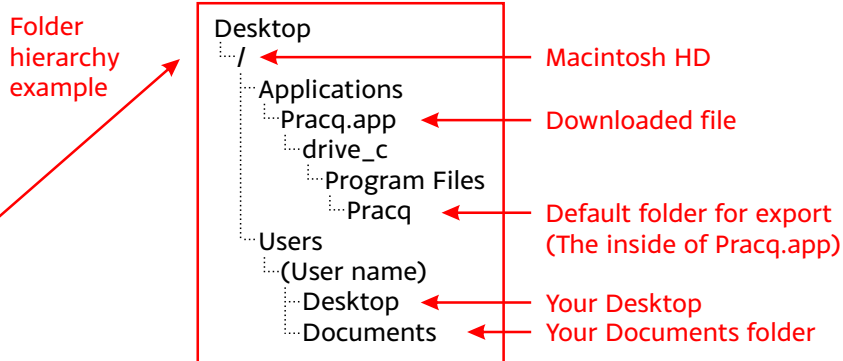 Folder
hierarchy
example
Desktop
/
Macintosh HD
Applications
Pracq.app
Downloaded file
drive_c
Program Files
Pracq
Default folder for export
(The inside of Pracq.app)
Users
(User name)
Desktop
Your Desktop
Documents
Your Documents folder